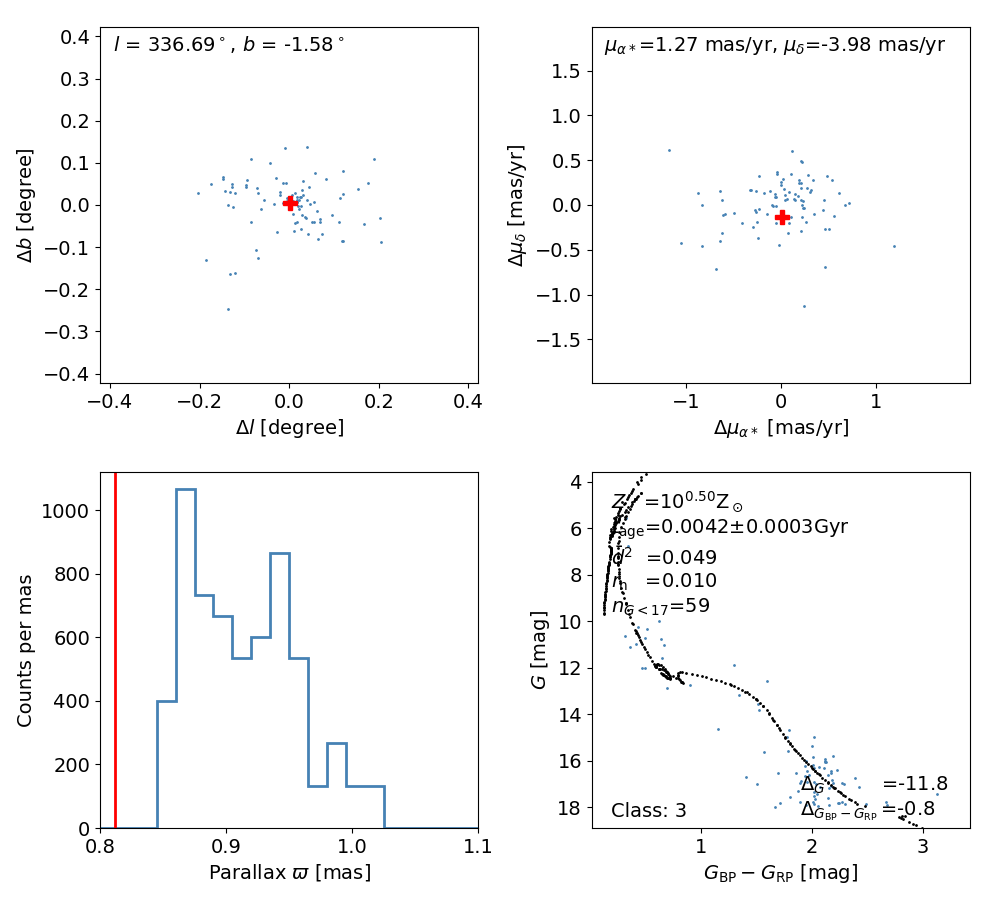 l = 336.69°, b = -1.58°
0.4
0.3
0.2
0.1
0.0
−0.1
−0.2
−0.3
−0.4
Δb [degree]
−0.4 −0.2 0.0 0.2 0.4
Δl [degree]
μα∗=1.27 mas/yr, μδ=-3.98 mas/yr
1.5
1.0
0.5
0.0
−0.5
−1.0
−1.5
Δμδ [mas/yr]
−1 0 1
Δμα∗ [mas/yr]
1000
800
600
400
200
0
Counts per mas
0.8 0.9 1.0 1.1
Parallax ϖ [mas]
4
6
8
10
12
14
16
18
G [mag]
Z =10^0.50 Z⊙
age=0.0042±0.0003Gyr
d² =0.049
rn =0.010
nG<17=59
ΔG =-11.8
ΔGBP−GRP=-0.8
Class: 3
1 2 3
GBP − GRP [mag]